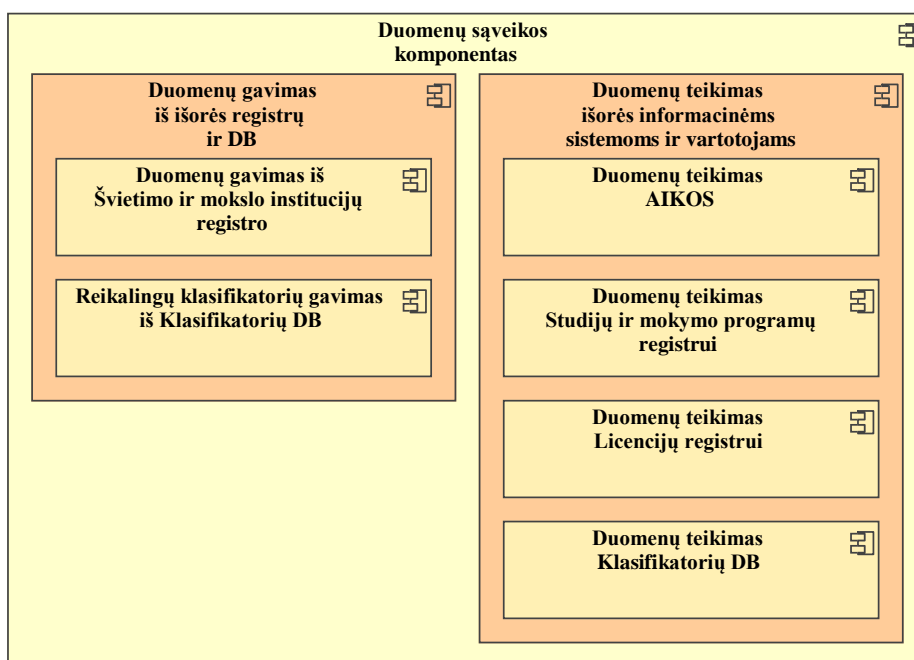 Duomenų sąveikos
komponentas
Duomenų gavimas
iš išorės registrų
ir DB
Duomenų gavimas iš
Švietimo ir mokslo institucijų
registro
Reikalingų klasifikatorių gavimas
iš Klasifikatorių DB
Duomenų teikimas
išorės informacinėms
sistemoms ir vartotojams
Duomenų teikimas
AIKOS
Duomenų teikimas
Studijų ir mokymo programų
registrui
Duomenų teikimas
Licencijų registrui
Duomenų teikimas
Klasifikatorių DB